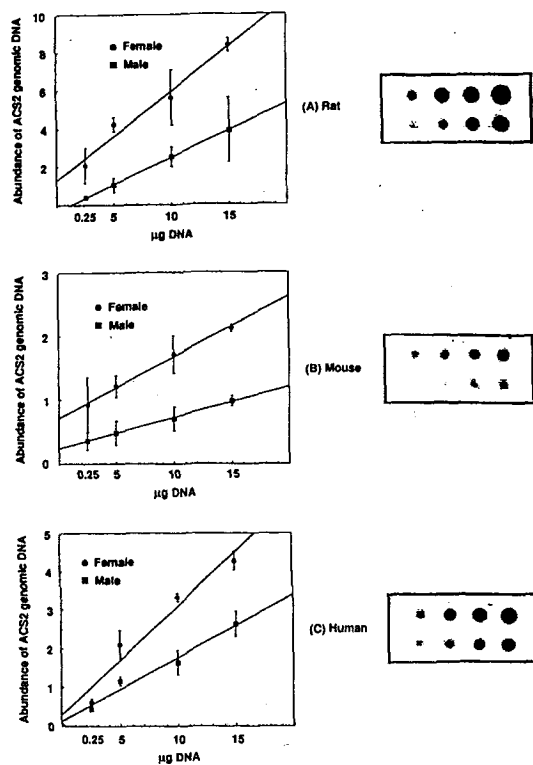 Abundance of ACS2 genomic DNA
10
8
6
4
2
Female
Male
0.25 5 10 15
µg DNA
(A) Rat
Abundance of ACS2 genomic DNA
3
2
1
0
Female
Male
0.25 5 10 15
µg DNA
(B) Mouse
Abundance of ACS2 genomic DNA
5
4
3
2
1
0
Female
Male
0.25 5 10 15
µg DNA
(C) Human